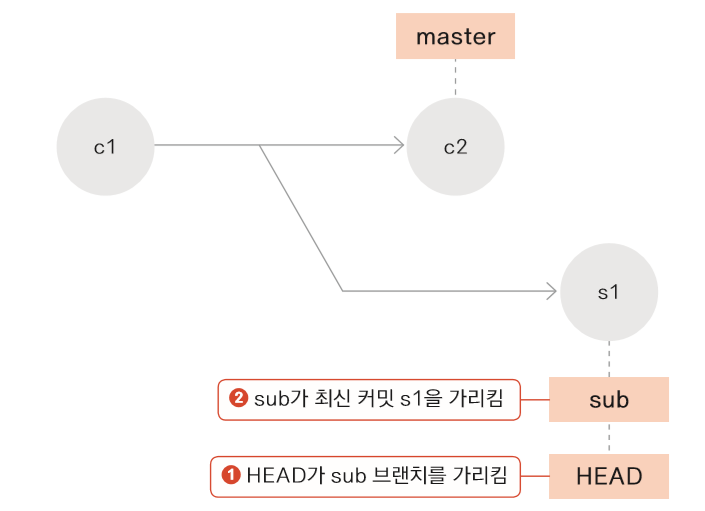 master
c1
c2
s1
❷ sub가 최신 커밋 s1을 가리킴
sub
❶ HEAD가 sub 브랜치를 가리킴
HEAD